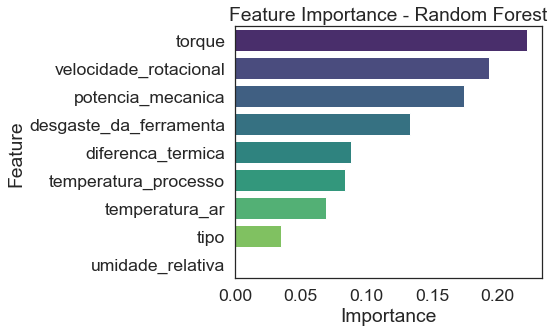 Feature Importance - Random Forest
Feature
torque
velocidade_rotacional
potencia_mecanica
desgaste_da_ferramenta
diferenca_termica
temperatura_processo
temperatura_ar
tipo
umidade_relativa
0.00 0.05 0.10 0.15 0.20
Importance